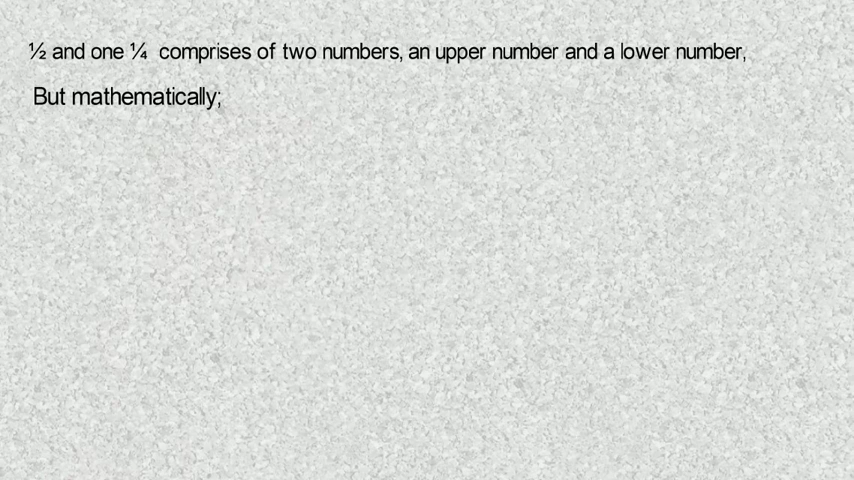 ½ and one ¼ comprises of two numbers, an upper number and a lower number,
But mathematically;